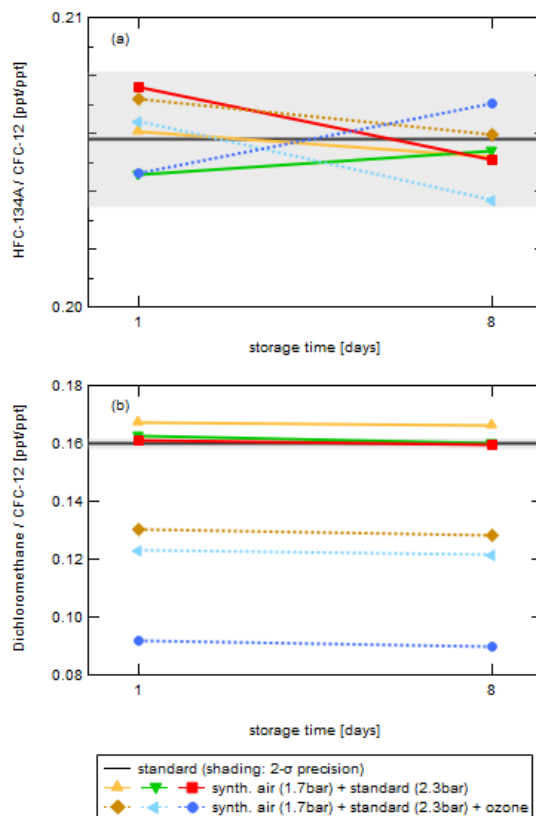 0.21
(a)
HFC-134A / CFC-12 [ppt/ppt]
0.20
1
8
storage time [days]
0.18
(b)
0.16
0.14
Dichloromethane / CFC-12 [ppt/ppt]
0.12
0.10
0.08
1
8
storage time [days]
standard (shading: 2-σ precision)
synth. air (1.7bar) + standard (2.3bar)
synth. air (1.7bar) + standard (2.3bar) + ozone